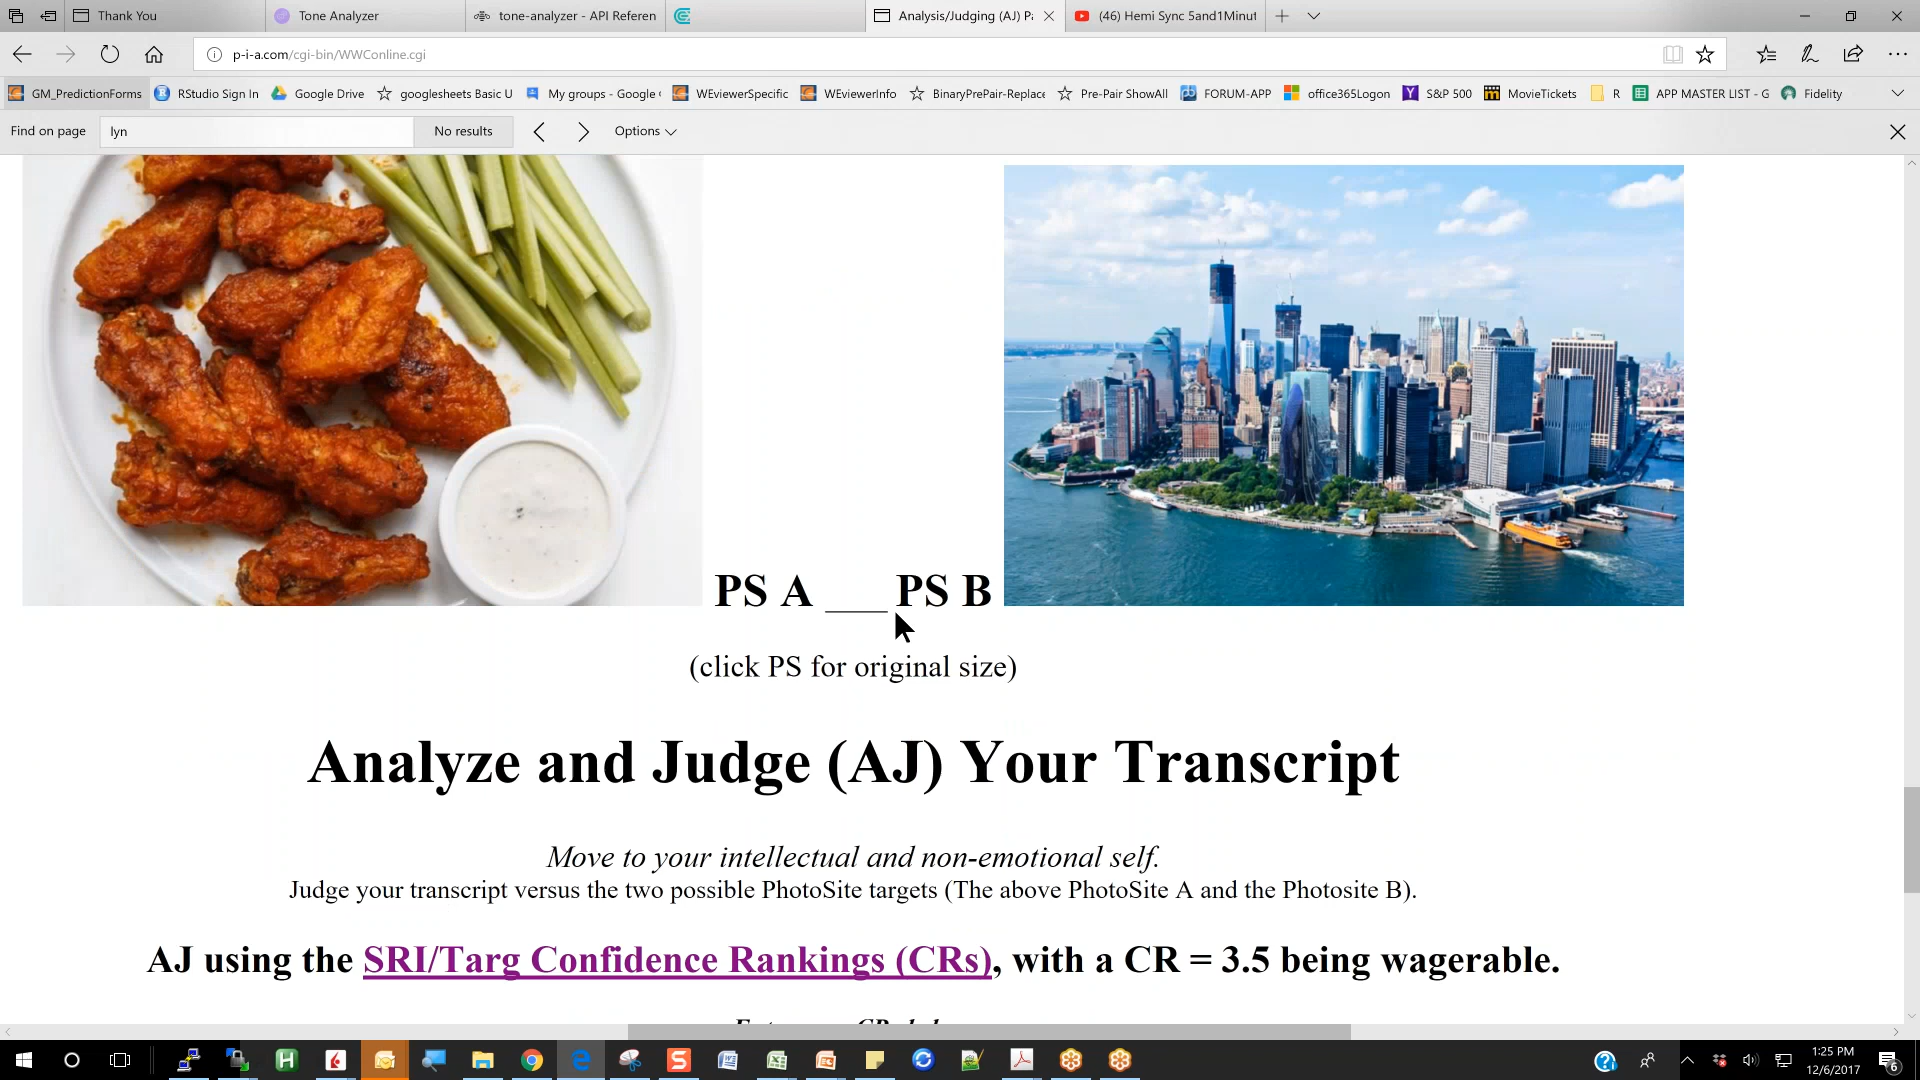 Thank You
Tone Analyzer
tone-analyzer - API Referen
Analysis/Judging (AJ) Pa
(46) Hemi Sync 5and1Minut
p-i-a.com/cgi-bin/WWConline.cgi
GM_PredictionForms
RStudio Sign In
Google Drive
googlesheets Basic U
My groups - Google
WEviewerSpecific
WEviewerInfo
BinaryPrePair-Replace
Pre-Pair ShowAll
FORUM-APP
office365Logon
S&P 500
MovieTickets
R
APP MASTER LIST - G
Fidelity
Find on page
lyn
No results
Options
PS A ___ PS B
(click PS for original size)
Analyze and Judge (AJ) Your Transcript
Move to your intellectual and non-emotional self.
Judge your transcript versus the two possible PhotoSite targets (The above PhotoSite A and the Photosite B).
AJ using the SRI/Targ Confidence Rankings (CRs), with a CR = 3.5 being wagerable.
1:25 PM
12/6/2017
6